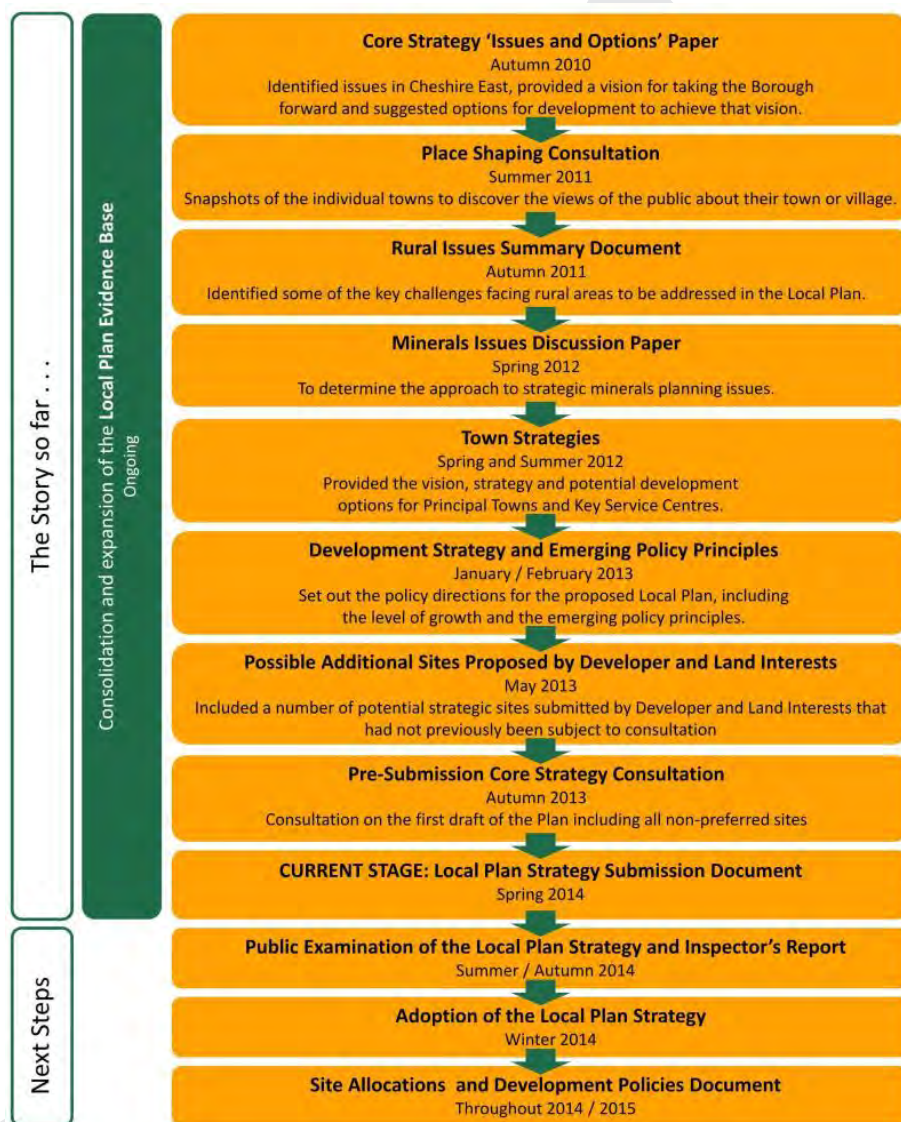 The Story so far . . .
Next Steps
Consolidation and expansion of the Local Plan Evidence Base
Ongoing
Core Strategy ‘Issues and Options’ Paper
Autumn 2010
Identified issues in Cheshire East, provided a vision for taking the Borough
forward and suggested options for development to achieve that vision.
Place Shaping Consultation
Summer 2011
Snapshots of the individual towns to discover the views of the public about their town or village.
Rural Issues Summary Document
Autumn 2011
Identified some of the key challenges facing rural areas to be addressed in the Local Plan.
Minerals Issues Discussion Paper
Spring 2012
To determine the approach to strategic minerals planning issues.
Town Strategies
Spring and Summer 2012
Provided the vision, strategy and potential development
options for Principal Towns and Key Service Centres.
Development Strategy and Emerging Policy Principles
January / February 2013
Set out the policy directions for the proposed Local Plan, including
the level of growth and the emerging policy principles.
Possible Additional Sites Proposed by Developer and Land Interests
May 2013
Included a number of potential strategic sites submitted by Developer and Land Interests that
had not previously been subject to consultation
Pre-Submission Core Strategy Consultation
Autumn 2013
Consultation on the first draft of the Plan including all non-preferred sites
CURRENT STAGE: Local Plan Strategy Submission Document
Spring 2014
Public Examination of the Local Plan Strategy and Inspector’s Report
Summer / Autumn 2014
Adoption of the Local Plan Strategy
Winter 2014
Site Allocations and Development Policies Document
Throughout 2014 / 2015